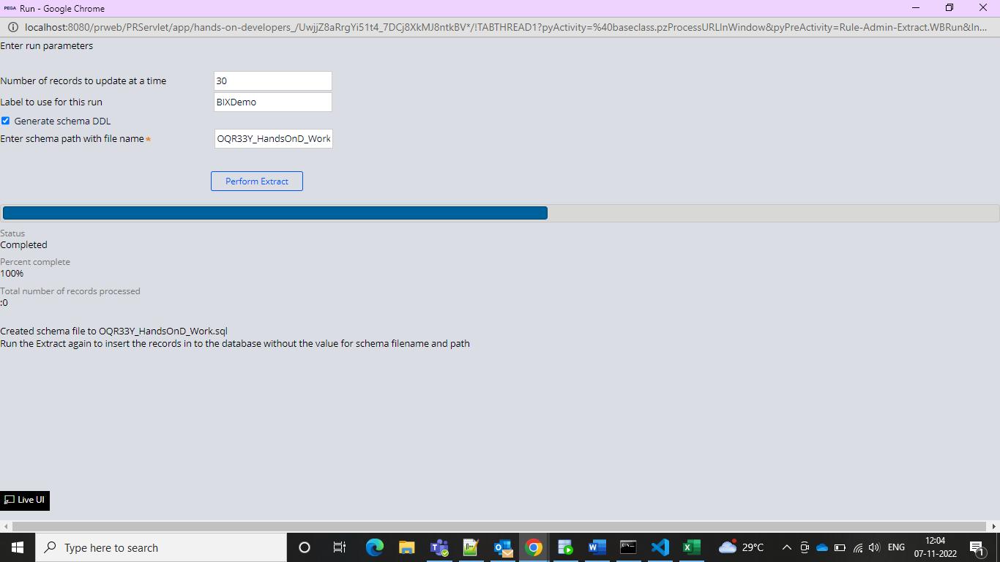 PEGA Run - Google Chrome
localhost:8080/prweb/PRServlet/app/hands-on-developers_/UwjjZ8aRrgYi51t4_7DCj8XkMJ8ntkBV*/!TABTHREAD1?pyActivity=%40baseclass.pzProcessURLInWindow&pyPreActivity=Rule-Admin-Extract.WBRun&In...
Enter run parameters
Number of records to update at a time 30
Label to use for this run BIXDemo
Generate schema DDL
Enter schema path with file name * OQR33Y_HandsOnD_Work
Perform Extract
Status
Completed
Percent complete
100%
Total number of records processed
:0
Created schema file to OQR33Y_HandsOnD_Work.sql
Run the Extract again to insert the records in to the database without the value for schema filename and path
Live UI
Type here to search 29°C ENG 12:04
07-11-2022 1